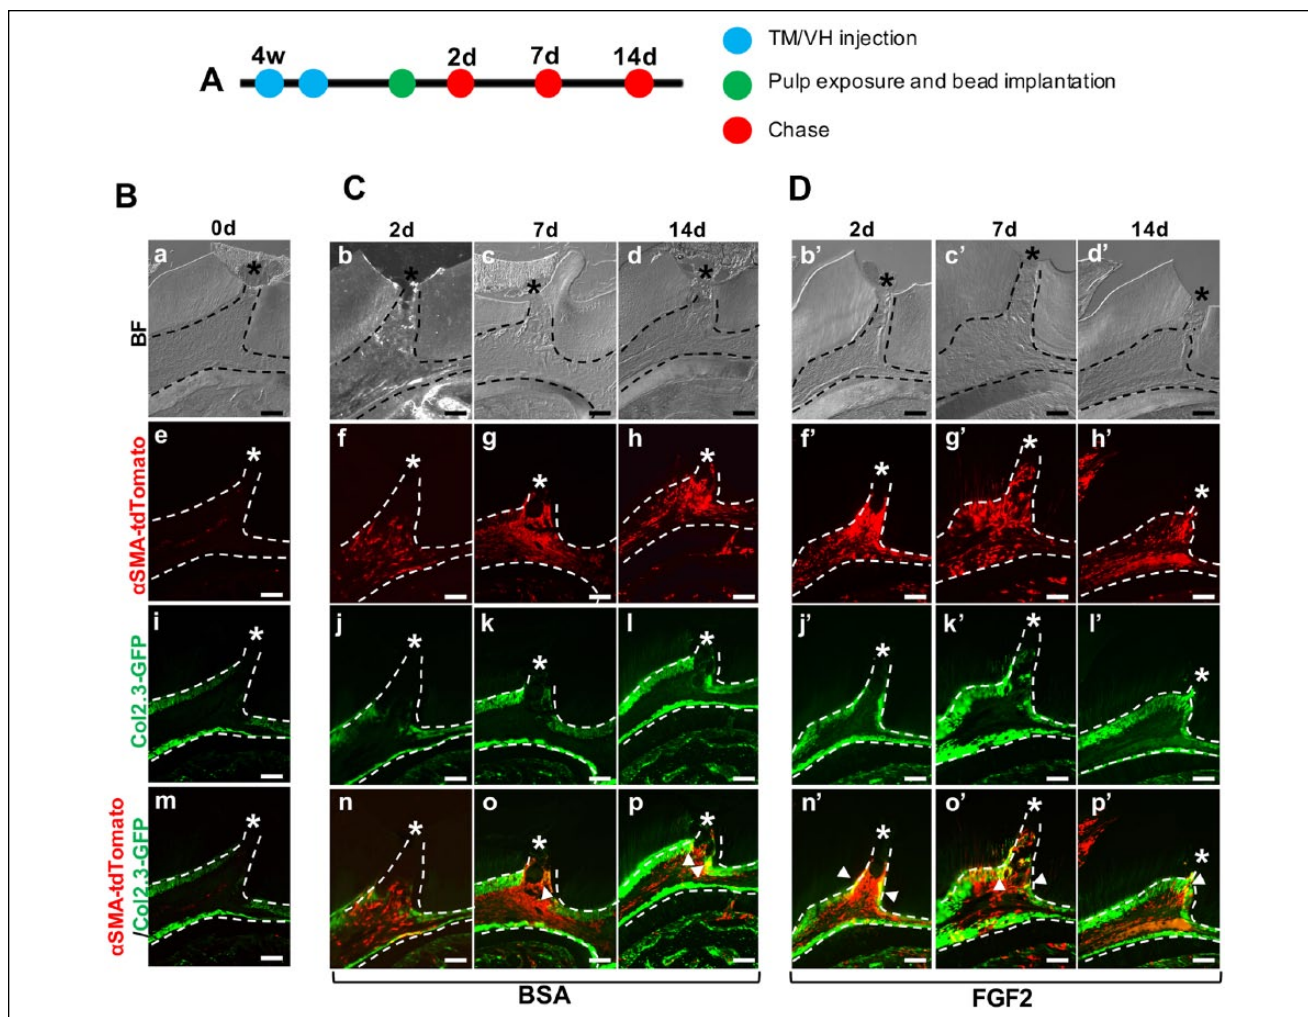 A
4w
2d
7d
14d
TM/VH injection
Pulp exposure and bead implantation
Chase
B
C
D
0d
2d
7d
14d
2d
7d
14d
BF
a
b
c
d
b’
c’
d’
αSMA-tdTomato
e
f
g
h
f’
g’
h’
Col2.3-GFP
i
j
k
l
j’
k’
l’
αSMA-tdTomato
Col2.3-GFP
m
n
o
p
n’
o’
p’
BSA
FGF2